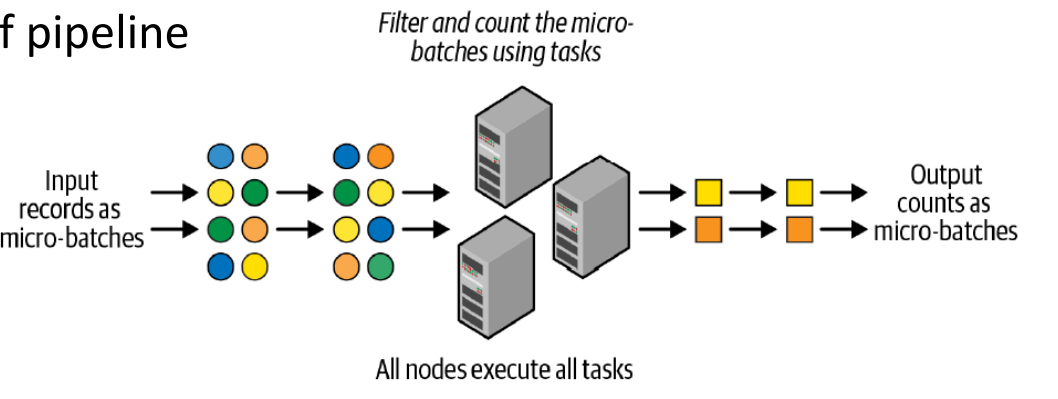 f pipeline
Filter and count the micro-
batches using tasks
Input
records as
micro-batches
Output
counts as
micro-batches
All nodes execute all tasks